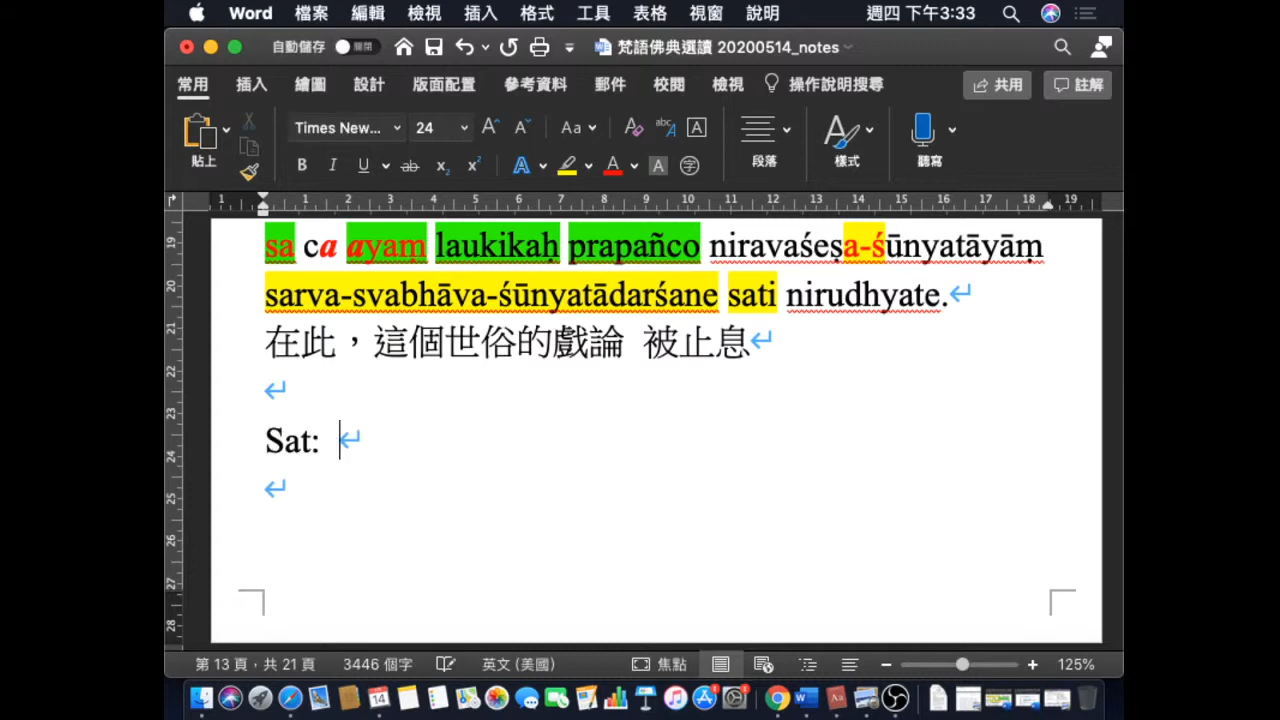 Word 檔案 編輯 檢視 插入 格式 工具 表格 視窗 說明 週四 下午3:33
自動儲存 關閉 梵語佛典選讀 20200514_notes
常用 插入 繪圖 設計 版面配置 參考資料 郵件 校閱 檢視 操作說明搜尋 共用 註解
貼上 Times New... 24 段落 樣式 聽寫
sa ca ayaṃ laukikaḥ prapañco niravaśeṣa-śūnyatāyāṃ
sarva-svabhāva-śūnyatādarśane sati nirudhyate.
在此，這個世俗的戲論 被止息
Sat:
第 13 頁，共 21 頁 3446 個字 英文 (美國) 焦點 125%